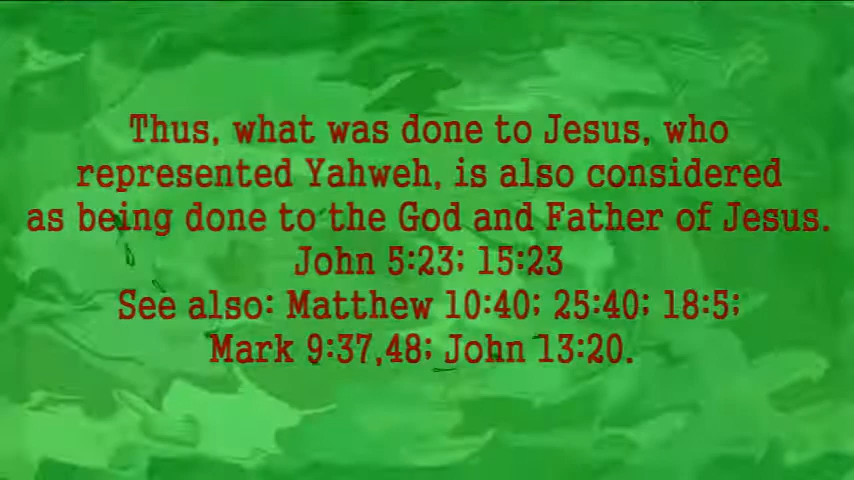 Thus, what was done to Jesus, who
represented Yahweh, is also considered
as being done to the God and Father of Jesus.
John 5:23; 15:23
See also: Matthew 10:40; 25:40; 18:5;
Mark 9:37,48; John 13:20.